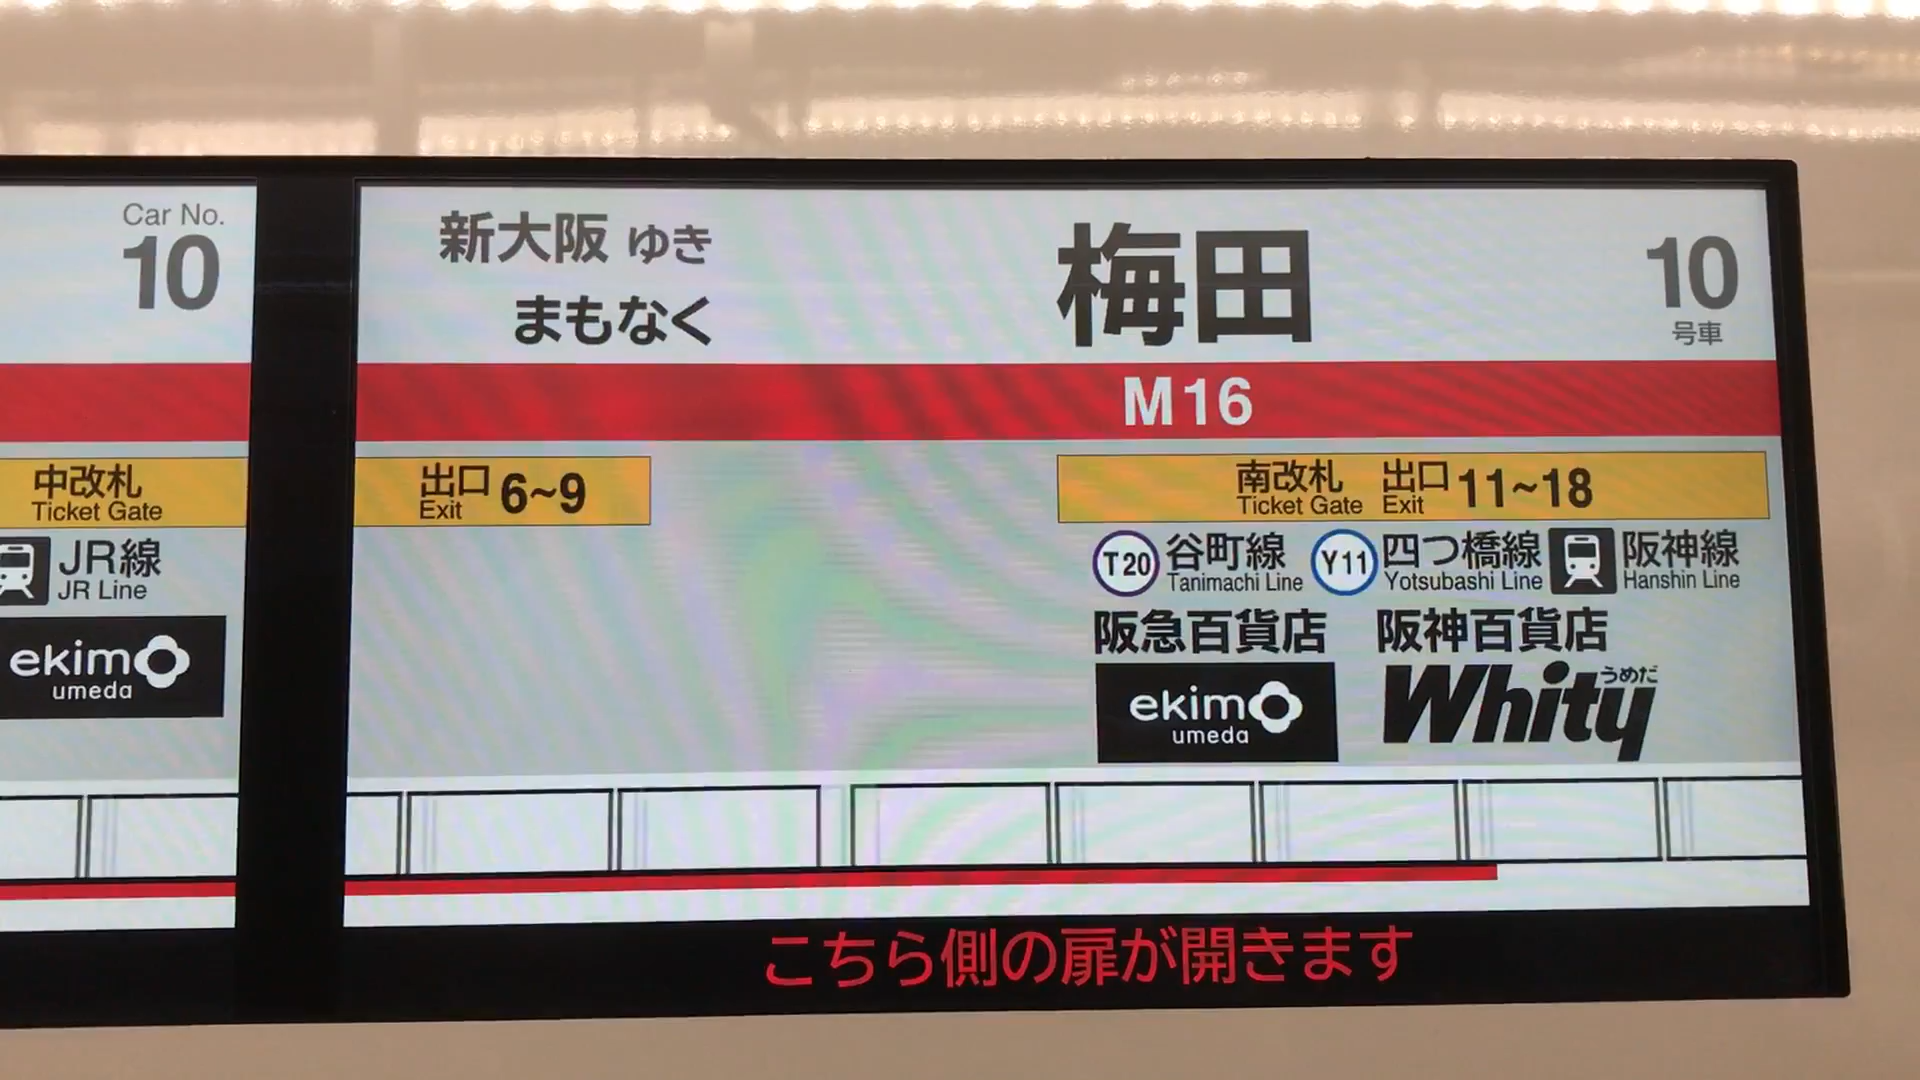 Car No.
10
中改札
Ticket Gate
JR線
JR Line
ekimo
umeda
新大阪 ゆき
まもなく
梅田
10
号車
M16
出口 6~9
Exit
南改札 出口 11~18
Ticket Gate Exit
T20 谷町線 Y11 四つ橋線 阪神線
Tanimachi Line Yotsubashi Line Hanshin Line
阪急百貨店 阪神百貨店
ekimo
umeda
Whity うめだ
こちら側の扉が開きます